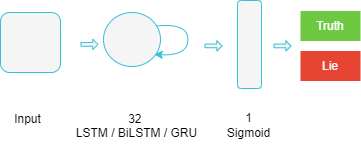 Truth
Lie
Input
32
LSTM / BiLSTM / GRU
1
Sigmoid